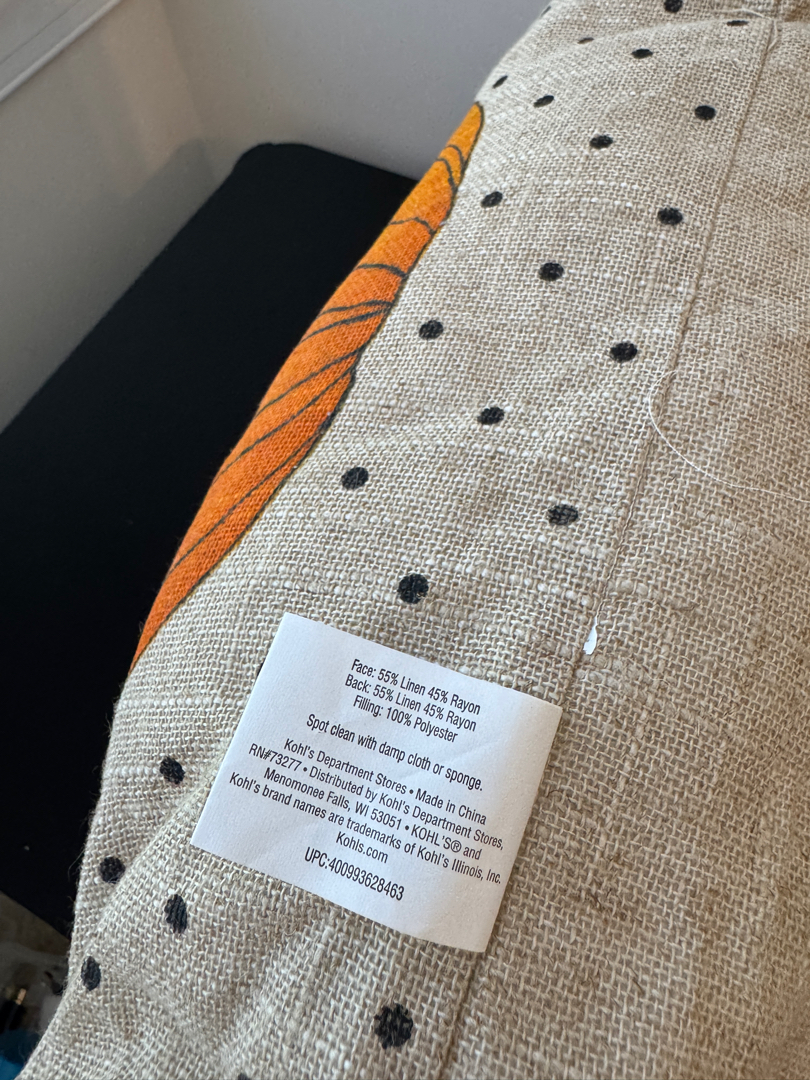 Face: 55% Linen 45% Rayon
Back: 55% Linen 45% Rayon
Filling: 100% Polyester
Spot clean with damp cloth or sponge.
Kohl's Department Stores • Made in China
RN#73277 • Distributed by Kohl's Department Stores,
Menomonee Falls, WI 53051 • KOHL'S® and
Kohl's brand names are trademarks of Kohl's Illinois, Inc.
Kohls.com
UPC:400993628463